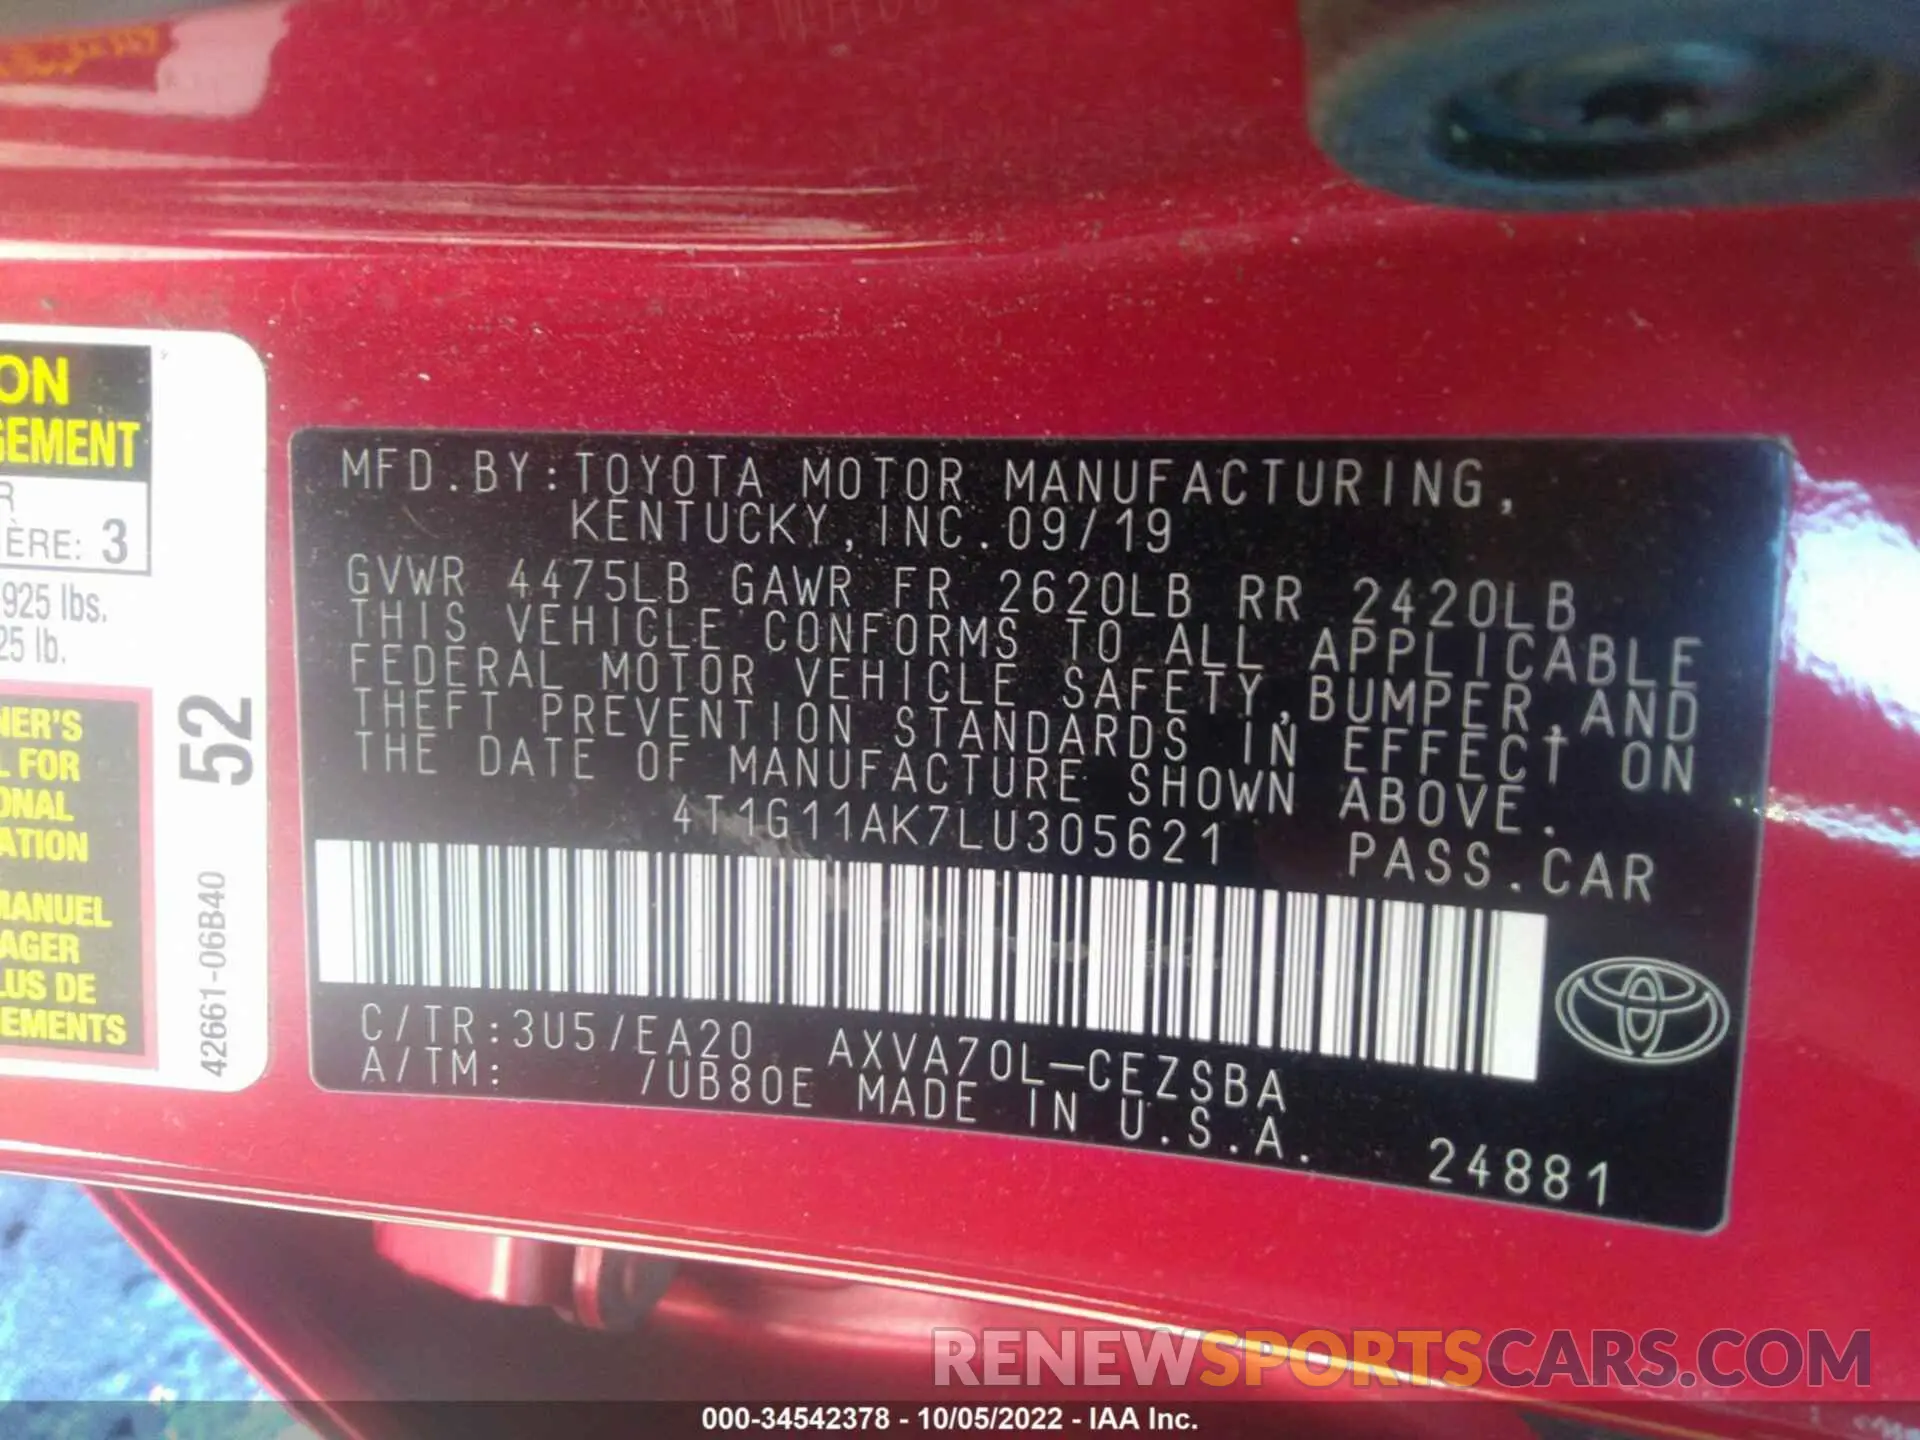 ON
GEMENT
R
IÈRE: 3
925 lbs.
25 lb.
NER'S
L FOR
ONAL
ATION
MANUEL
AGER
LUS DE
EMENTS
52
42661-06B40
MFD.BY:TOYOTA MOTOR MANUFACTURING,
KENTUCKY,INC.09/19
GVWR 4475LB GAWR FR 2620LB RR 2420LB
THIS VEHICLE CONFORMS TO ALL APPLICABLE
FEDERAL MOTOR VEHICLE SAFETY,BUMPER,AND
THEFT PREVENTION STANDARDS IN EFFECT ON
THE DATE OF MANUFACTURE SHOWN ABOVE.
4T1G11AK7LU305621 PASS.CAR
C/TR:3U5/EA20 AXVA70L-CEZSBA
A/TM: /UB80E MADE IN U.S.A.
24881
RENEWSPORTSCARS.COM
000-34542378 - 10/05/2022 - IAA Inc.